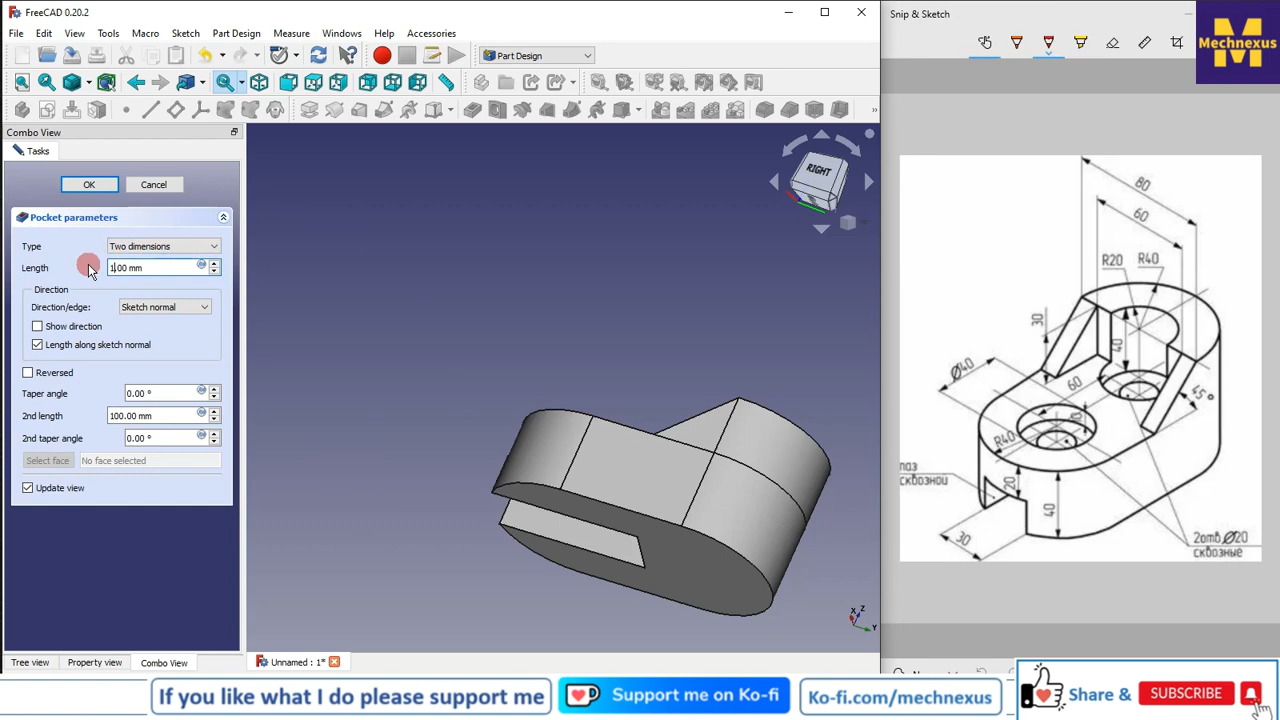 FreeCAD 0.20.2
File Edit View Tools Macro Sketch Part Design Measure Windows Help Accessories
Part Design
Combo View
Tasks
OK Cancel
Pocket parameters
Type Two dimensions
Length 1.00 mm
Direction
Direction/edge: Sketch normal
Show direction
Length along sketch normal
Reversed
Taper angle 0.00 °
2nd length 100.00 mm
2nd taper angle 0.00 °
Select face No face selected
Update view
RIGHT
X Z
Y
Tree view Property view Combo View
Unnamed : 1*
Snip & Sketch
Mechnexus
80
60
R20 R40
30
40
Ø40
60
45°
R40
паз
сквозной
20
40
30
2отв.Ø20
сквозные
If you like what I do please support me
Support me on Ko-fi
Ko-fi.com/mechnexus
Share &
SUBSCRIBE